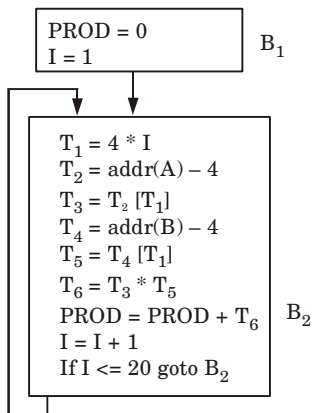 PROD = 0
I = 1
B₁
T₁ = 4 * I
T₂ = addr(A) – 4
T₃ = T₂ [T₁]
T₄ = addr(B) – 4
T₅ = T₄ [T₁]
T₆ = T₃ * T₅
PROD = PROD + T₆
I = I + 1
If I <= 20 goto B₂
B₂